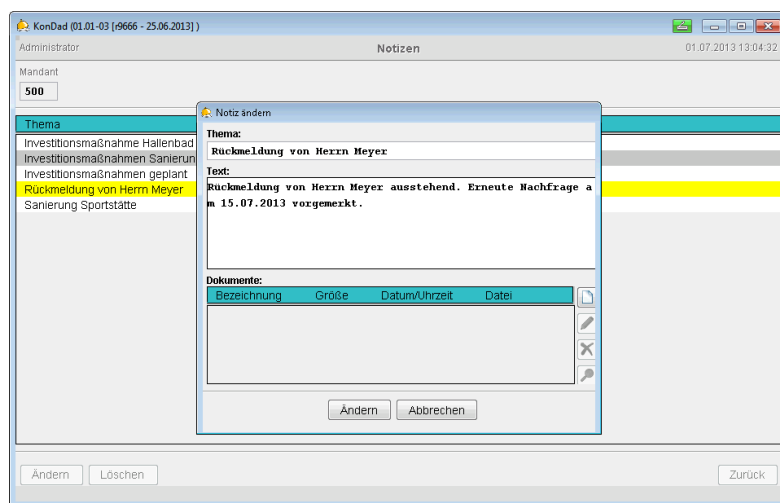 KonDad (01.01-03 [r9666 - 25.06.2013] )
Administrator
Notizen
01.07.2013 13:04:32
Mandant
500
Thema
Investitionsmaßnahme Hallenbad
Investitionsmaßnahmen Sanierun
Investitionsmaßnahmen geplant
Rückmeldung von Herrn Meyer
Sanierung Sportstätte
Notiz ändern
Thema:
Rückmeldung von Herrn Meyer
Text:
Rückmeldung von Herrn Meyer ausstehend. Erneute Nachfrage a
m 15.07.2013 vorgemerkt.
Dokumente:
Bezeichnung Größe Datum/Uhrzeit Datei
Ändern Abbrechen
Ändern Löschen Zurück